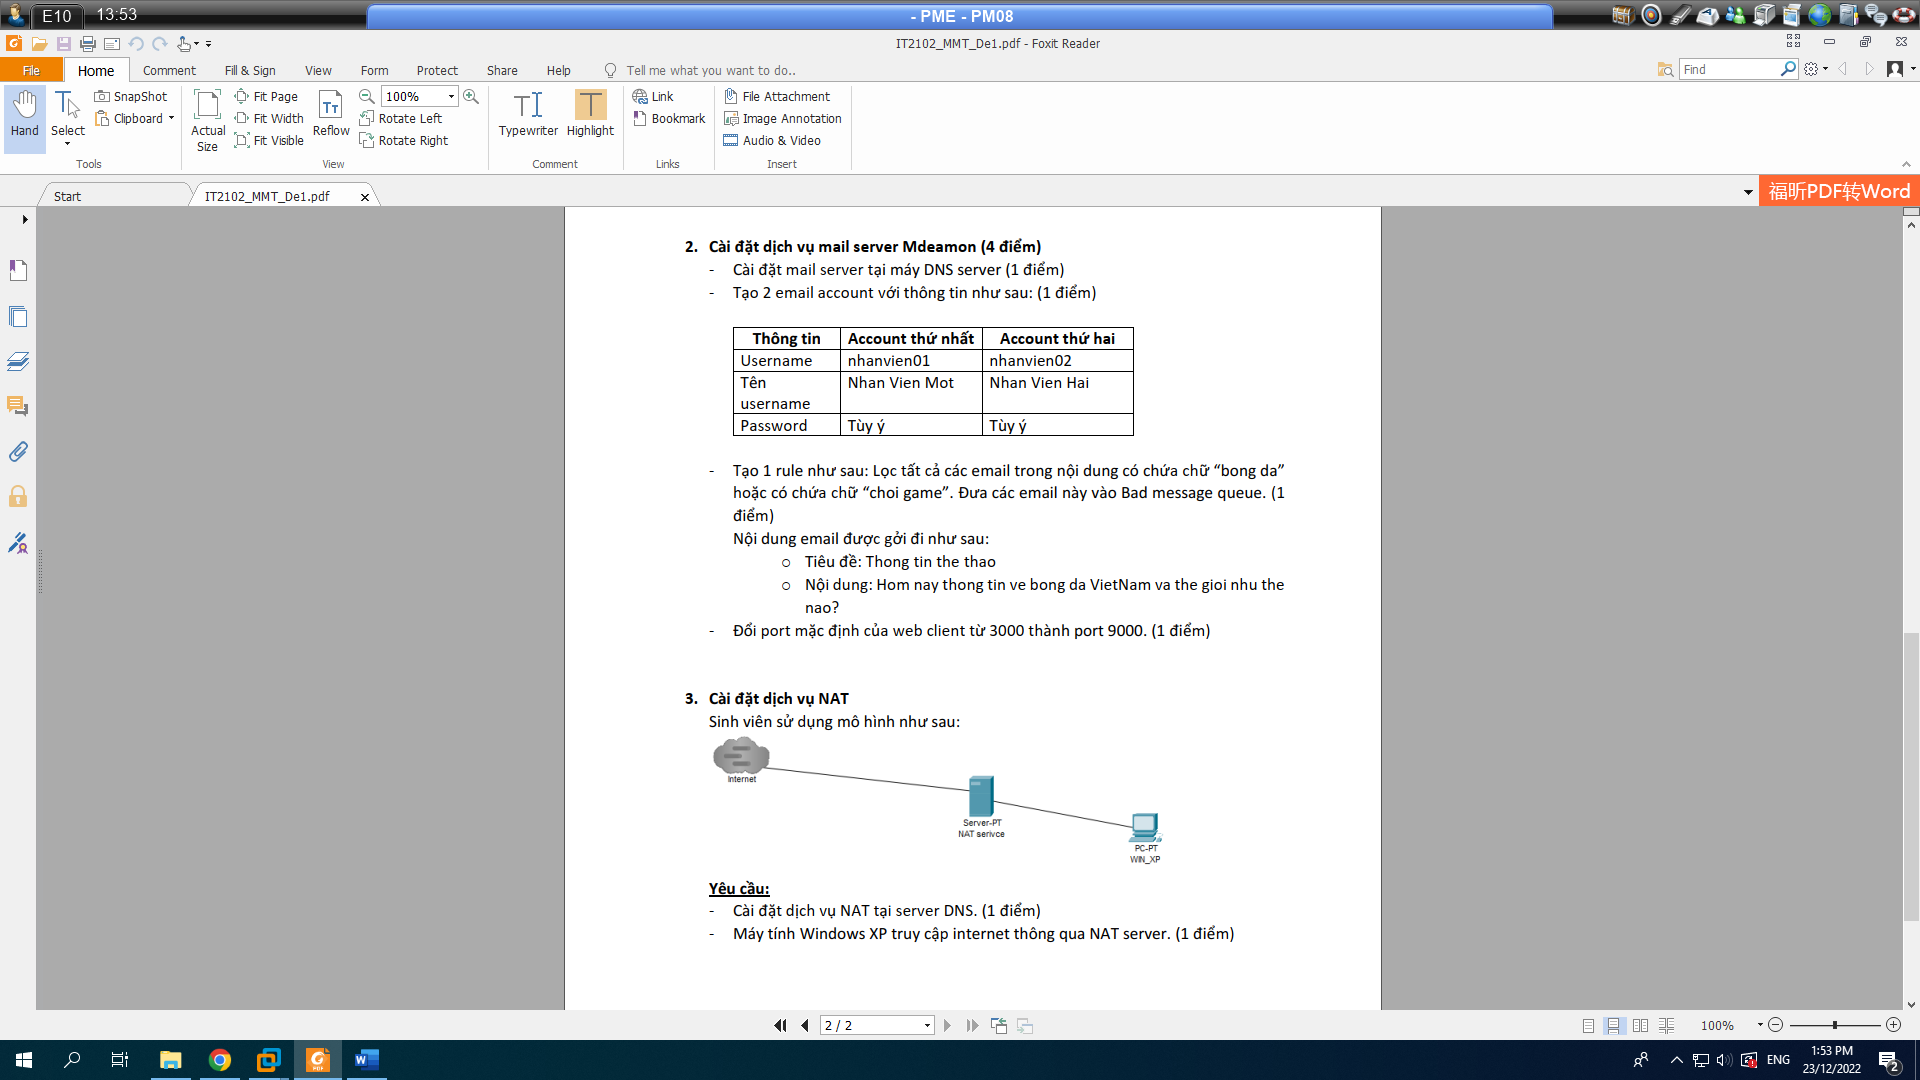 E10 13:53 - PME - PM08
IT2102_MMT_De1.pdf - Foxit Reader
File Home Comment Fill & Sign View Form Protect Share Help Tell me what you want to do.. Find
Hand
Select
SnapShot
Clipboard
Tools
Actual Size
Fit Page
Fit Width
Fit Visible
Reflow
100%
Rotate Left
Rotate Right
View
Typewriter
Highlight
Comment
Link
Bookmark
Links
File Attachment
Image Annotation
Audio & Video
Insert
Start IT2102_MMT_De1.pdf 福昕PDF转Word
2. Cài đặt dịch vụ mail server Mdeamon (4 điểm)
- Cài đặt mail server tại máy DNS server (1 điểm)
- Tạo 2 email account với thông tin như sau: (1 điểm)
Thông tin Account thứ nhất Account thứ hai
Username nhanvien01 nhanvien02
Tên username Nhan Vien Mot Nhan Vien Hai
Password Tùy ý Tùy ý
- Tạo 1 rule như sau: Lọc tất cả các email trong nội dung có chứa chữ “bong da”
hoặc có chứa chữ “choi game”. Đưa các email này vào Bad message queue. (1
điểm)
Nội dung email được gởi đi như sau:
o Tiêu đề: Thong tin the thao
o Nội dung: Hom nay thong tin ve bong da VietNam va the gioi nhu the
nao?
- Đổi port mặc định của web client từ 3000 thành port 9000. (1 điểm)
3. Cài đặt dịch vụ NAT
Sinh viên sử dụng mô hình như sau:
Internet
Server-PT
NAT serivce
PC-PT
WIN_XP
Yêu cầu:
- Cài đặt dịch vụ NAT tại server DNS. (1 điểm)
- Máy tính Windows XP truy cập internet thông qua NAT server. (1 điểm)
2 / 2 100%
ENG 1:53 PM
23/12/2022 2